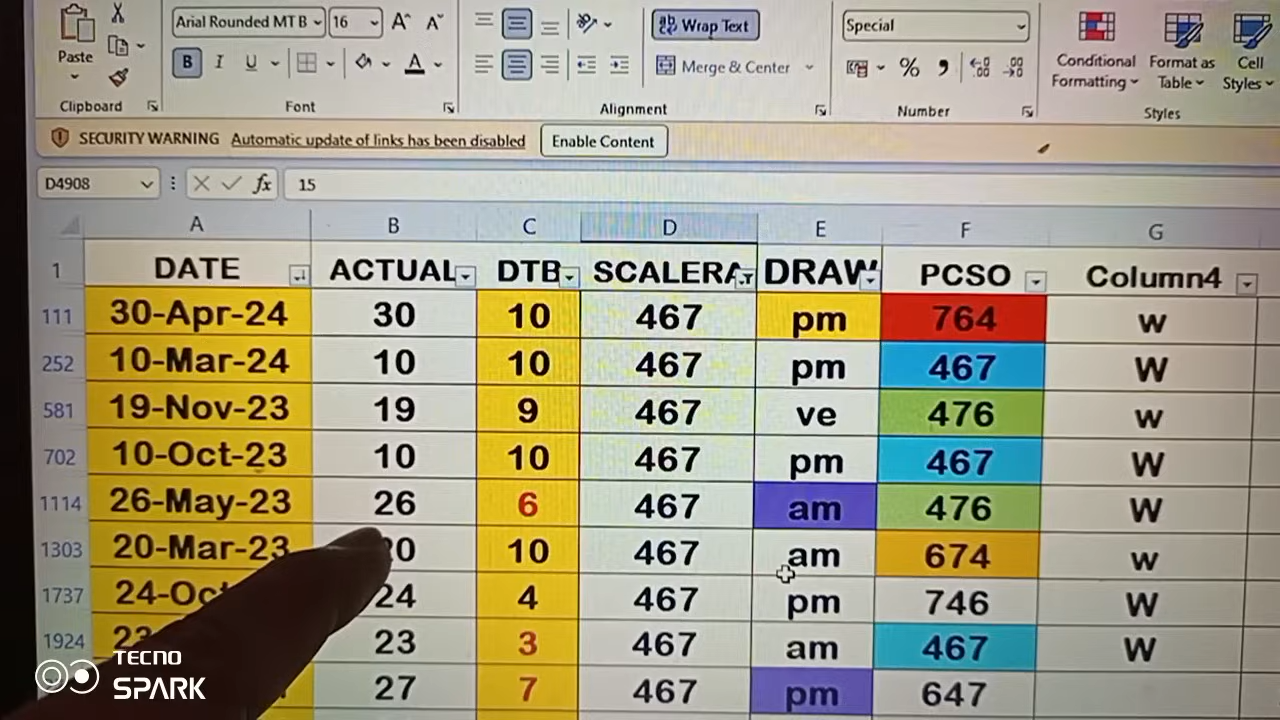 Arial Rounded MT B 16 A A Wrap Text Special
Paste B I U A Merge & Center % , Conditional Formatting Format as Table Cell Styles
Clipboard Font Alignment Number Styles
SECURITY WARNING Automatic update of links has been disabled Enable Content
D4908 fx 15
A B C D E F G
1 DATE ACTUAL DTB SCALERA DRAW PCSO Column4
111 30-Apr-24 30 10 467 pm 764 w
252 10-Mar-24 10 10 467 pm 467 W
581 19-Nov-23 19 9 467 ve 476 w
702 10-Oct-23 10 10 467 pm 467 W
1114 26-May-23 26 6 467 am 476 W
1303 20-Mar-23 10 467 am 674 w
1737 24-Oc 24 4 467 pm 746 W
1924 23 3 467 am 467 W
27 7 467 pm 647
TECNO
SPARK